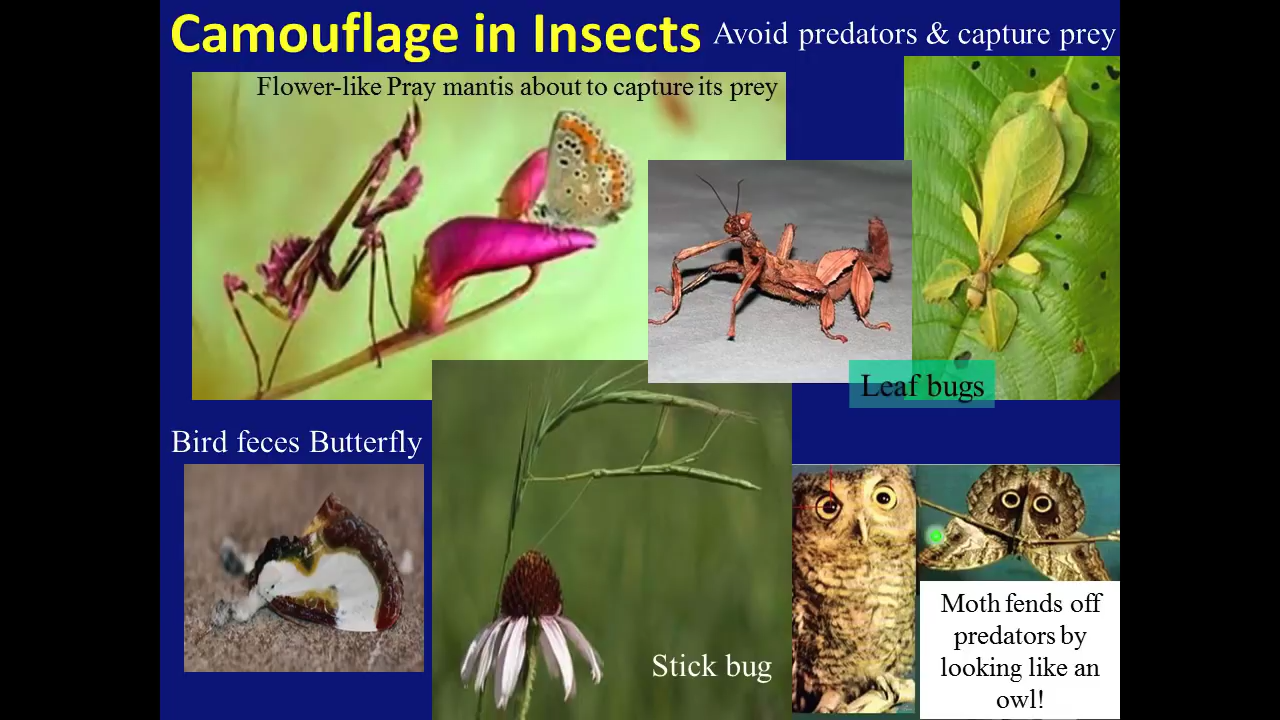 Camouflage in Insects
Avoid predators & capture prey
Flower-like Pray mantis about to capture its prey
Leaf bugs
Bird feces Butterfly
Stick bug
Moth fends off
predators by
looking like an
owl!